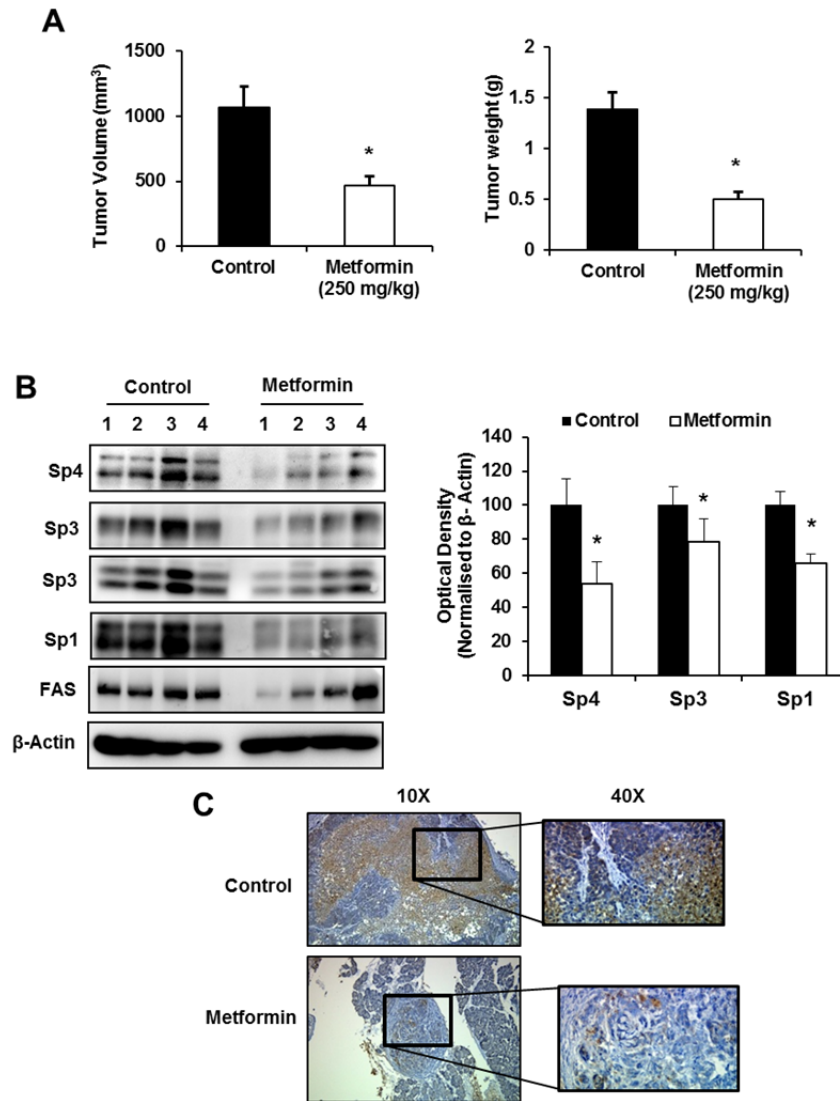 A
Tumor Volume (mm³)
1500
1000
500
0
*
Control
Metformin
(250 mg/kg)
Tumor weight (g)
2
1.5
1
0.5
0
*
Control
Metformin
(250 mg/kg)
B
Control
Metformin
1 2 3 4 1 2 3 4
Sp4
Sp3
Sp3
Sp1
FAS
β-Actin
Control Metformin
Optical Density
(Normalised to β- Actin)
140
120
100
80
60
40
20
0
* * *
Sp4 Sp3 Sp1
C
10X 40X
Control
Metformin